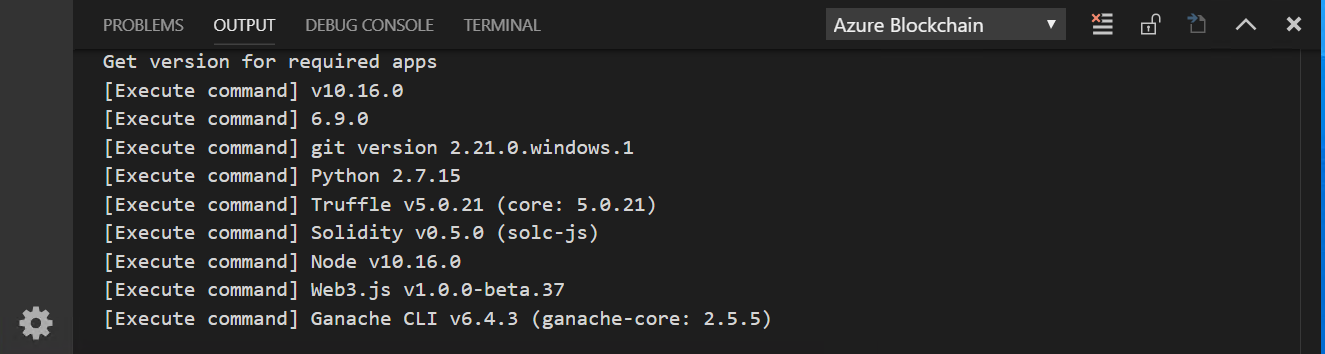 PROBLEMS OUTPUT DEBUG CONSOLE TERMINAL Azure Blockchain
Get version for required apps
[Execute command] v10.16.0
[Execute command] 6.9.0
[Execute command] git version 2.21.0.windows.1
[Execute command] Python 2.7.15
[Execute command] Truffle v5.0.21 (core: 5.0.21)
[Execute command] Solidity v0.5.0 (solc-js)
[Execute command] Node v10.16.0
[Execute command] Web3.js v1.0.0-beta.37
[Execute command] Ganache CLI v6.4.3 (ganache-core: 2.5.5)